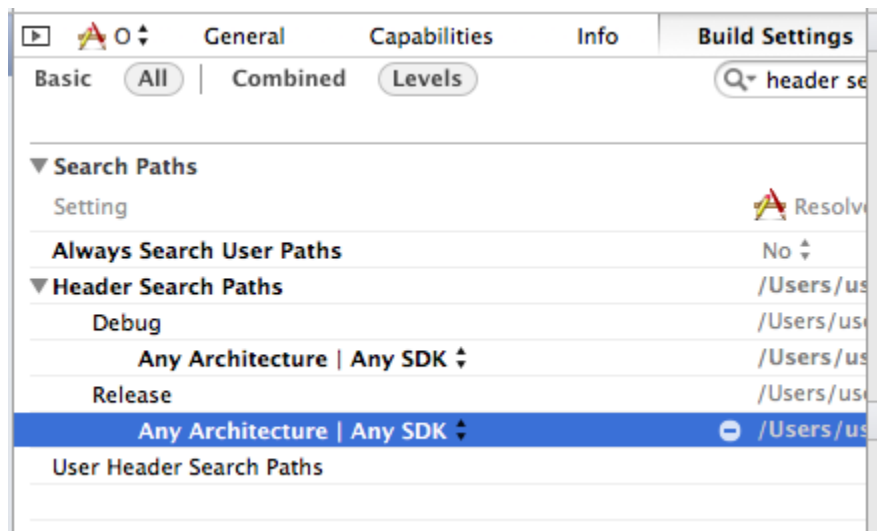 O General Capabilities Info Build Settings
Basic All | Combined Levels header se
Search Paths
Setting Resolv
Always Search User Paths No
Header Search Paths /Users/us
Debug /Users/us
Any Architecture | Any SDK /Users/us
Release /Users/us
Any Architecture | Any SDK /Users/us
User Header Search Paths